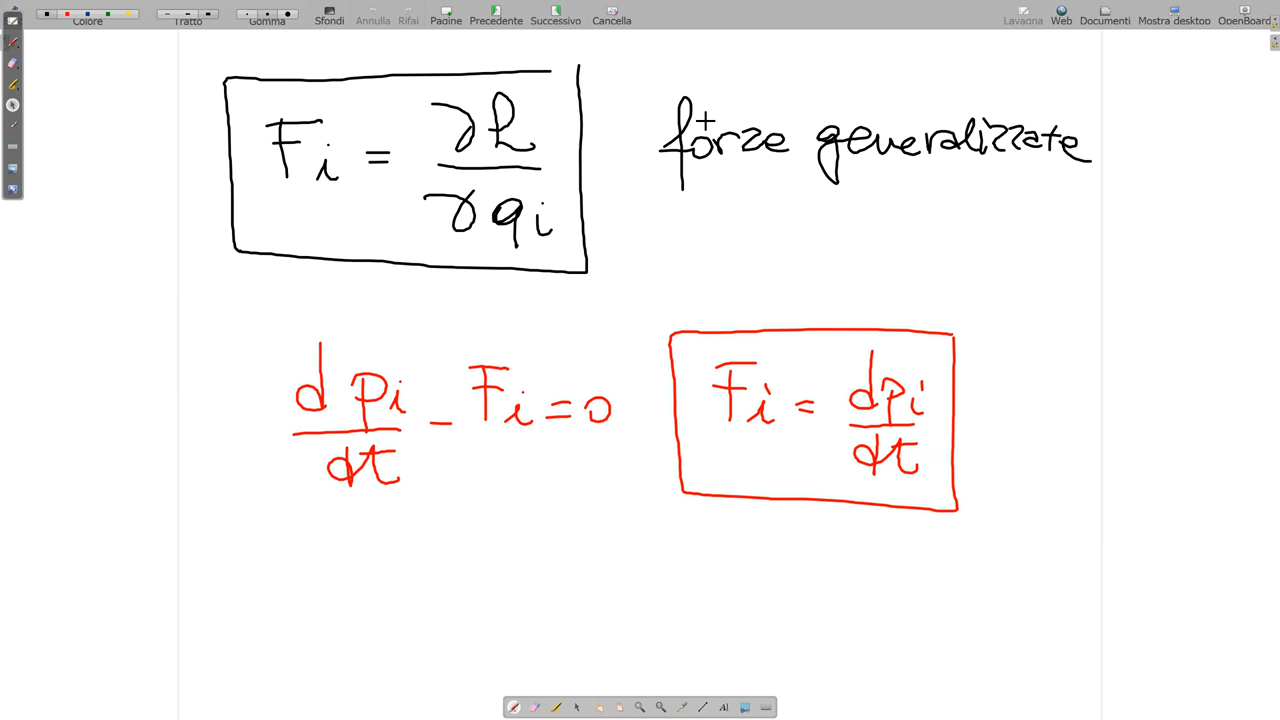 Colore Tratto Gomma Sfondi Annulla Rifai Pagine Precedente Successivo Cancella Lavagna Web Documenti Mostra desktop OpenBoard
Fi = ∂L/∂qi forze generalizzate
dpi/dt - Fi = 0 Fi = dpi/dt